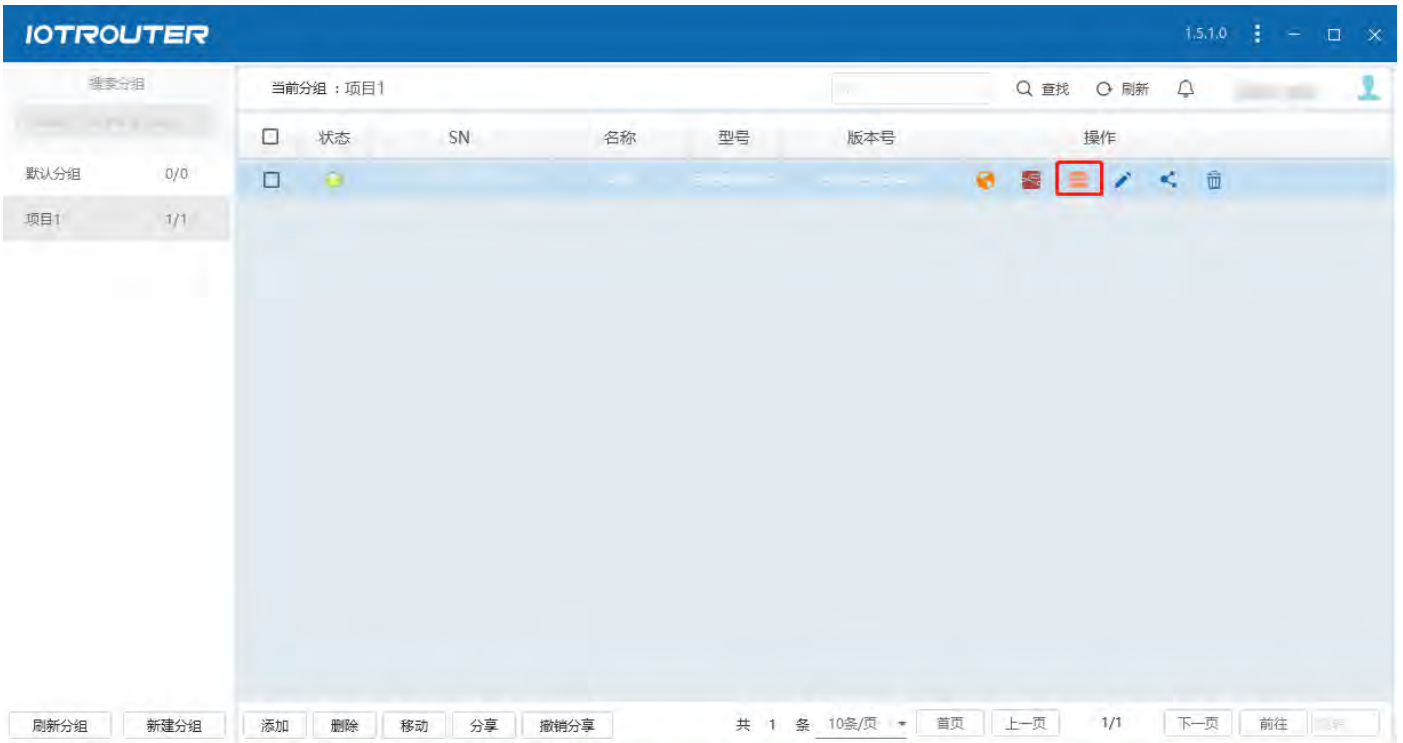 IOTROUTER
1.5.1.0
搜索分组
当前分组：项目1
查找
刷新
状态
SN
名称
型号
版本号
操作
默认分组
0/0
项目1
1/1
刷新分组
新建分组
添加
删除
移动
分享
撤销分享
共 1 条
10条/页
首页
上一页
1/1
下一页
前往